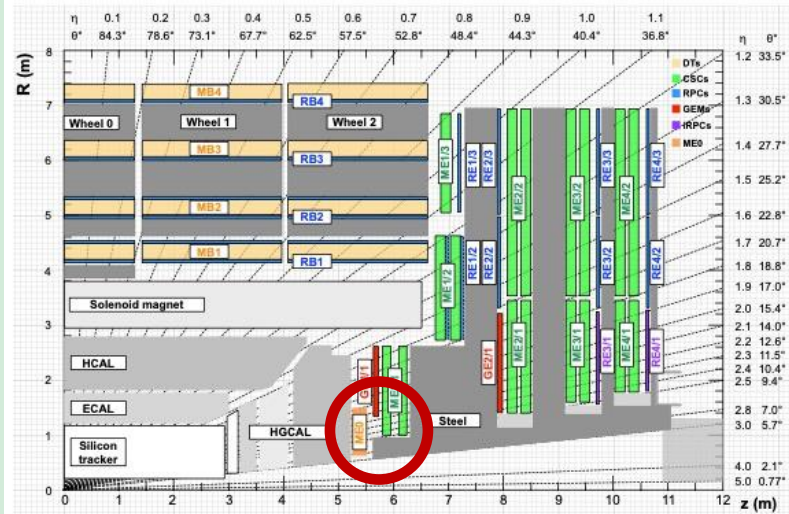 η 0.1 0.2 0.3 0.4 0.5 0.6 0.7 0.8 0.9 1.0 1.1
θ° 84.3° 78.6° 73.1° 67.7° 62.5° 57.5° 52.8° 48.4° 44.3° 40.4° 36.8° η θ°
R (m)
8
7
6
5
4
3
2
1
0
1.2 33.5°
1.3 30.5°
1.4 27.7°
1.5 25.2°
1.6 22.8°
1.7 20.7°
1.8 18.8°
1.9 17.0°
2.0 15.4°
2.1 14.0°
2.2 12.6°
2.3 11.5°
2.4 10.4°
2.5 9.4°
2.8 7.0°
3.0 5.7°
4.0 2.1°
5.0 0.77°
DTs
CSCs
RPCs
GEMs
iRPCs
ME0
MB4
RB4
Wheel 0 Wheel 1 Wheel 2
MB3
RB3
MB2
RB2
MB1
RB1
Solenoid magnet
HCAL
ECAL
Silicon
tracker
HGCAL
Steel
ME0
ME1/3
RE1/3
RE2/3
ME2/2
ME3/2
RE3/3
ME4/2
RE4/3
ME1/2
RE1/2
RE2/2
RE3/2
RE4/2
GE2/1
ME2/1
ME3/1
RE3/1
ME4/1
RE4/1
0 1 2 3 4 5 6 7 8 9 10 11 12
z (m)